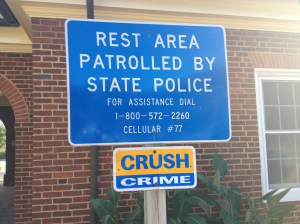 REST AREA
PATROLLED BY
STATE POLICE
FOR ASSISTANCE DIAL
1-800-572-2260
CELLULAR #77
CRUSH
CRIME